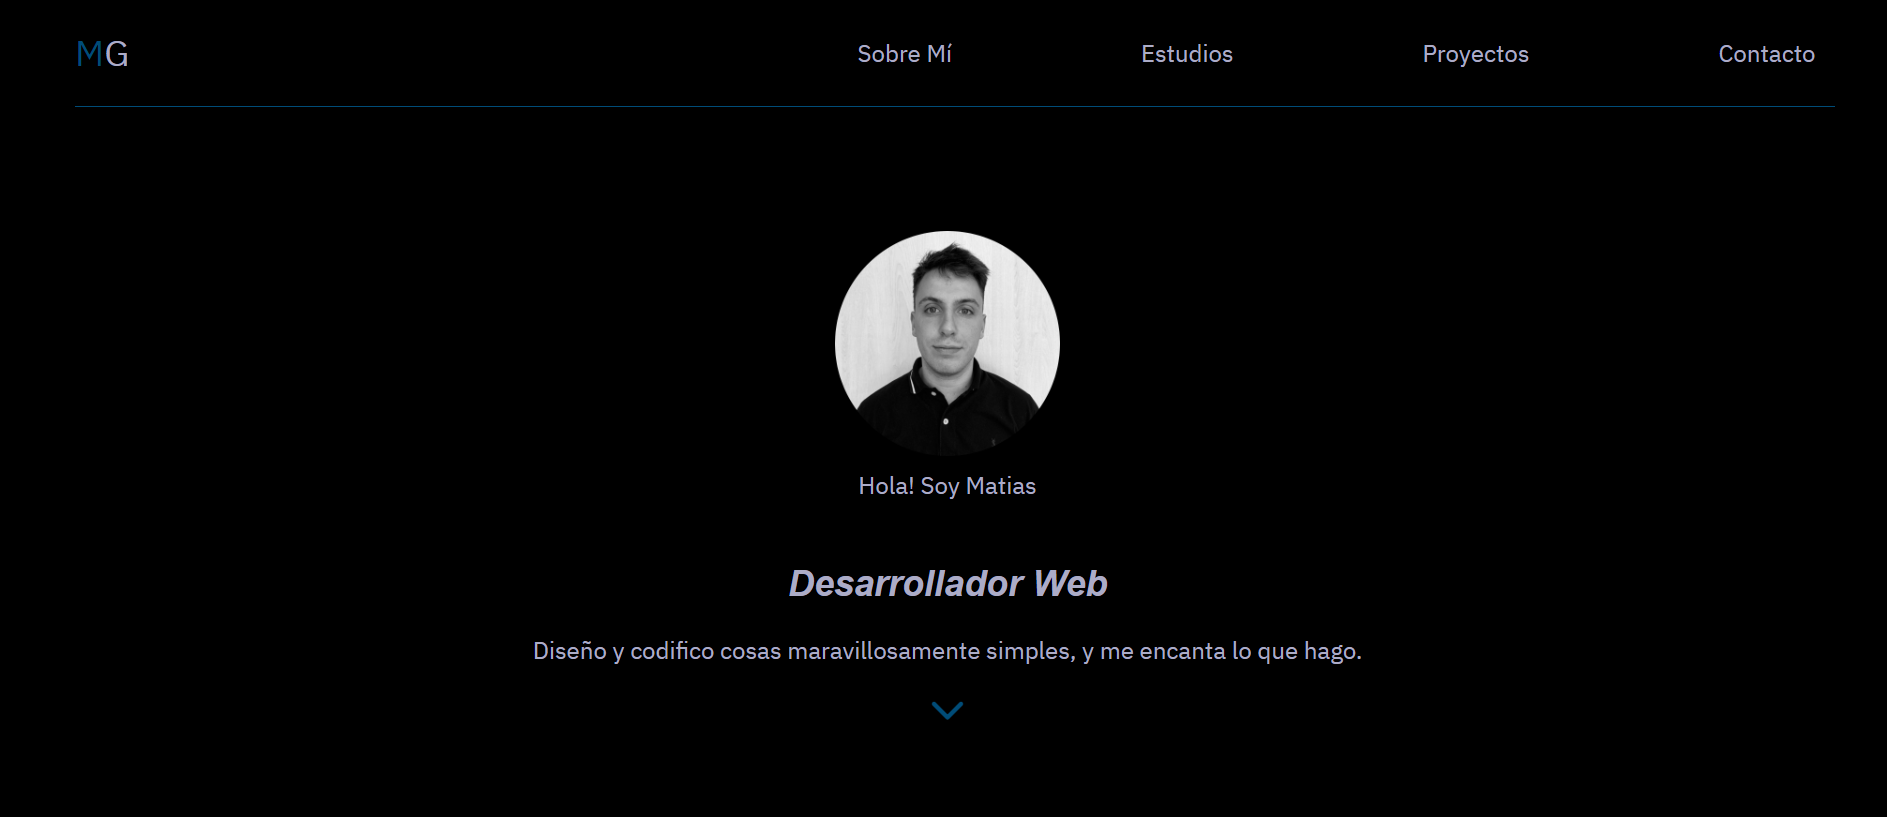 MG
Sobre Mí Estudios Proyectos Contacto
Hola! Soy Matias
Desarrollador Web
Diseño y codifico cosas maravillosamente simples, y me encanta lo que hago.